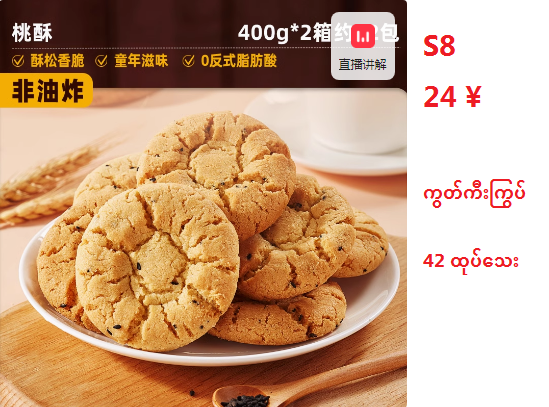 桃酥
400g*2箱约
包
直播讲解
酥松香脆 童年滋味 0反式脂肪酸
非油炸
S8
24 ¥
ကွတ်ကီးကြွပ်
42 ထုပ်သေး